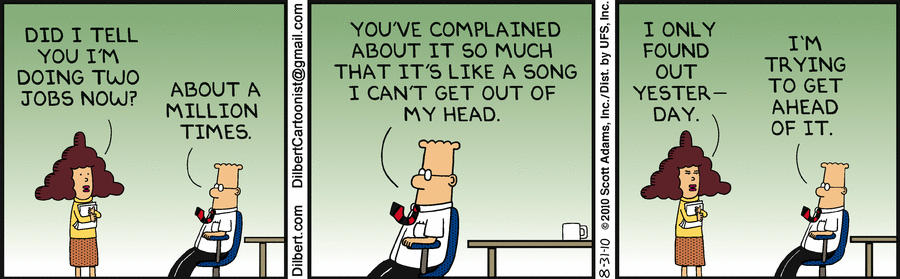 DID I TELL
YOU I'M
DOING TWO
JOBS NOW?
ABOUT A
MILLION
TIMES.
Dilbert.com DilbertCartoonist@gmail.com
YOU'VE COMPLAINED
ABOUT IT SO MUCH
THAT IT'S LIKE A SONG
I CAN'T GET OUT OF
MY HEAD.
8-31-10 ©2010 Scott Adams, Inc./Dist. by UFS, Inc.
I ONLY
FOUND
OUT
YESTER-
DAY.
I'M
TRYING
TO GET
AHEAD
OF IT.